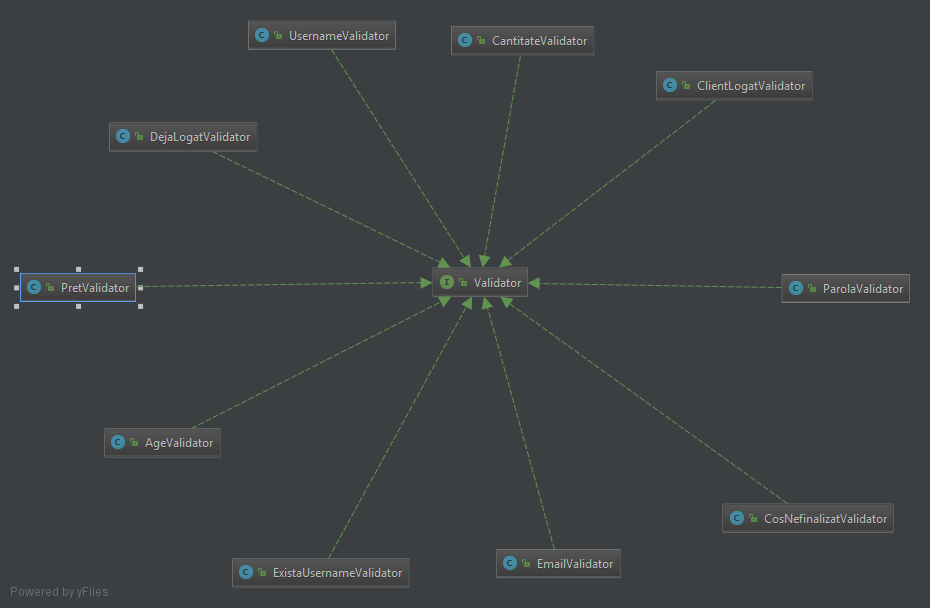 C UsernameValidator
C CantitateValidator
C ClientLogatValidator
C DejaLogatValidator
I Validator
C PretValidator
C ParolaValidator
C AgeValidator
C CosNefinalizatValidator
C EmailValidator
C ExistaUsernameValidator
Powered by yFiles